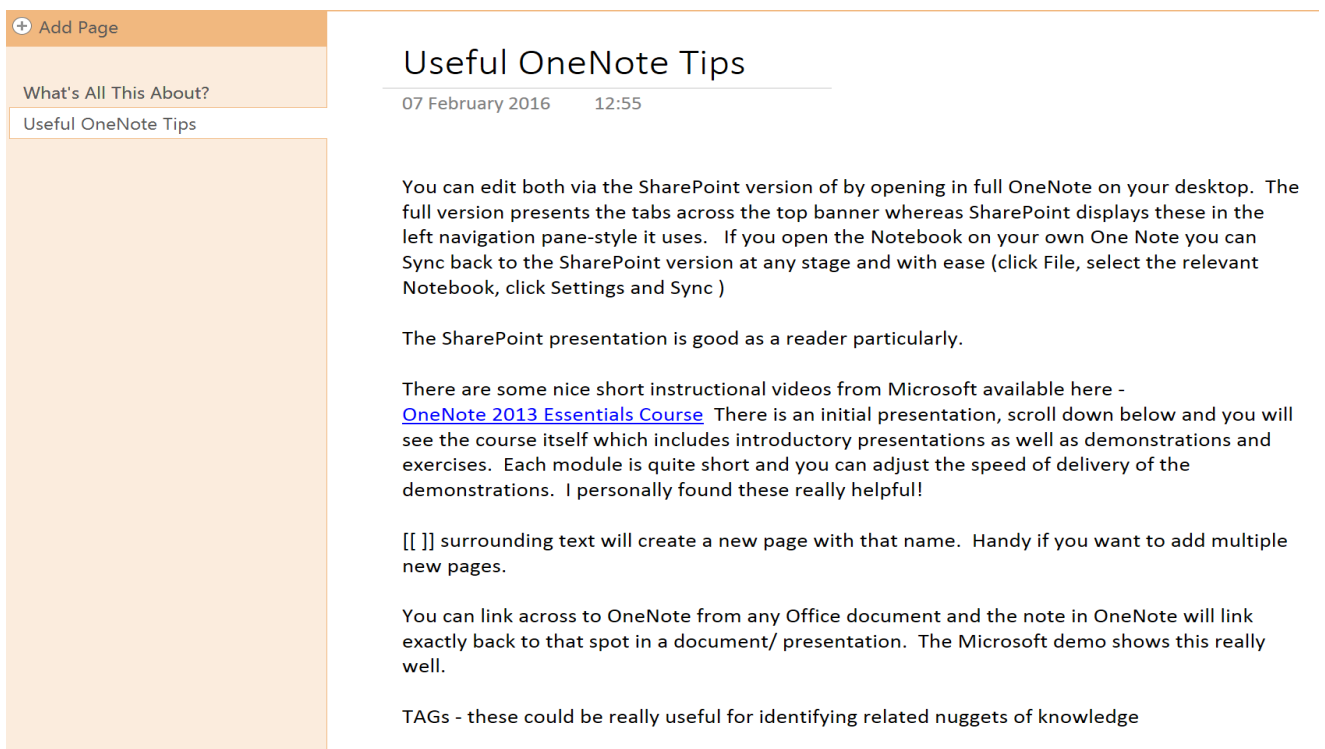 Add Page
What's All This About?
Useful OneNote Tips
Useful OneNote Tips
07 February 2016 12:55
You can edit both via the SharePoint version of by opening in full OneNote on your desktop. The
full version presents the tabs across the top banner whereas SharePoint displays these in the
left navigation pane-style it uses. If you open the Notebook on your own One Note you can
Sync back to the SharePoint version at any stage and with ease (click File, select the relevant
Notebook, click Settings and Sync )
The SharePoint presentation is good as a reader particularly.
There are some nice short instructional videos from Microsoft available here -
OneNote 2013 Essentials Course There is an initial presentation, scroll down below and you will
see the course itself which includes introductory presentations as well as demonstrations and
exercises. Each module is quite short and you can adjust the speed of delivery of the
demonstrations. I personally found these really helpful!
[[ ]] surrounding text will create a new page with that name. Handy if you want to add multiple
new pages.
You can link across to OneNote from any Office document and the note in OneNote will link
exactly back to that spot in a document/ presentation. The Microsoft demo shows this really
well.
TAGs - these could be really useful for identifying related nuggets of knowledge